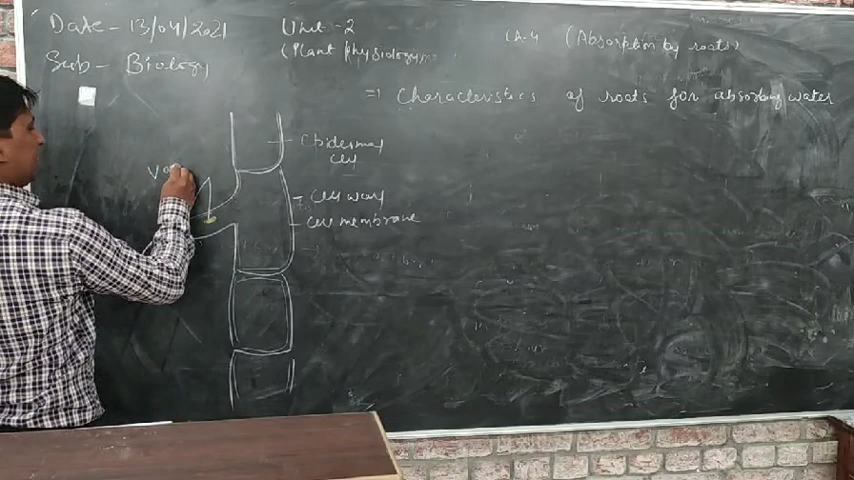 Date - 13/04/2021
Sub - Biology
Unit - 2
(Plant Physiology)
(A-4 (Absorption by roots)
=) Characteristics of roots for absorbing water
Epidermal
cell
Cell wall
Cell membrane
Va